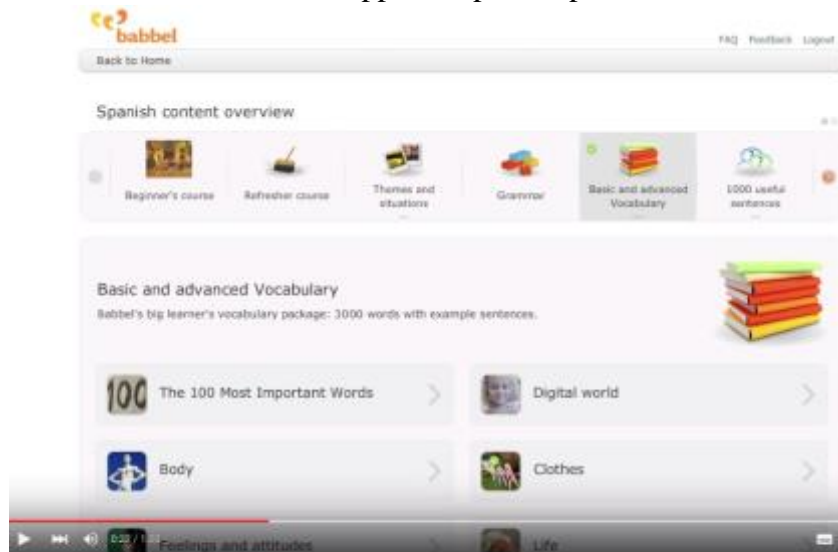 babbel
FAQ Feedback Logout
Back to Home
Spanish content overview
Beginner's course
Refresher course
Themes and
situations
Grammar
Basic and advanced
Vocabulary
1000 useful
sentences
Basic and advanced Vocabulary
Babbel's big learner's vocabulary package: 3000 words with example sentences.
100 The 100 Most Important Words
Digital world
Body
Clothes
Feelings and attitudes
Life